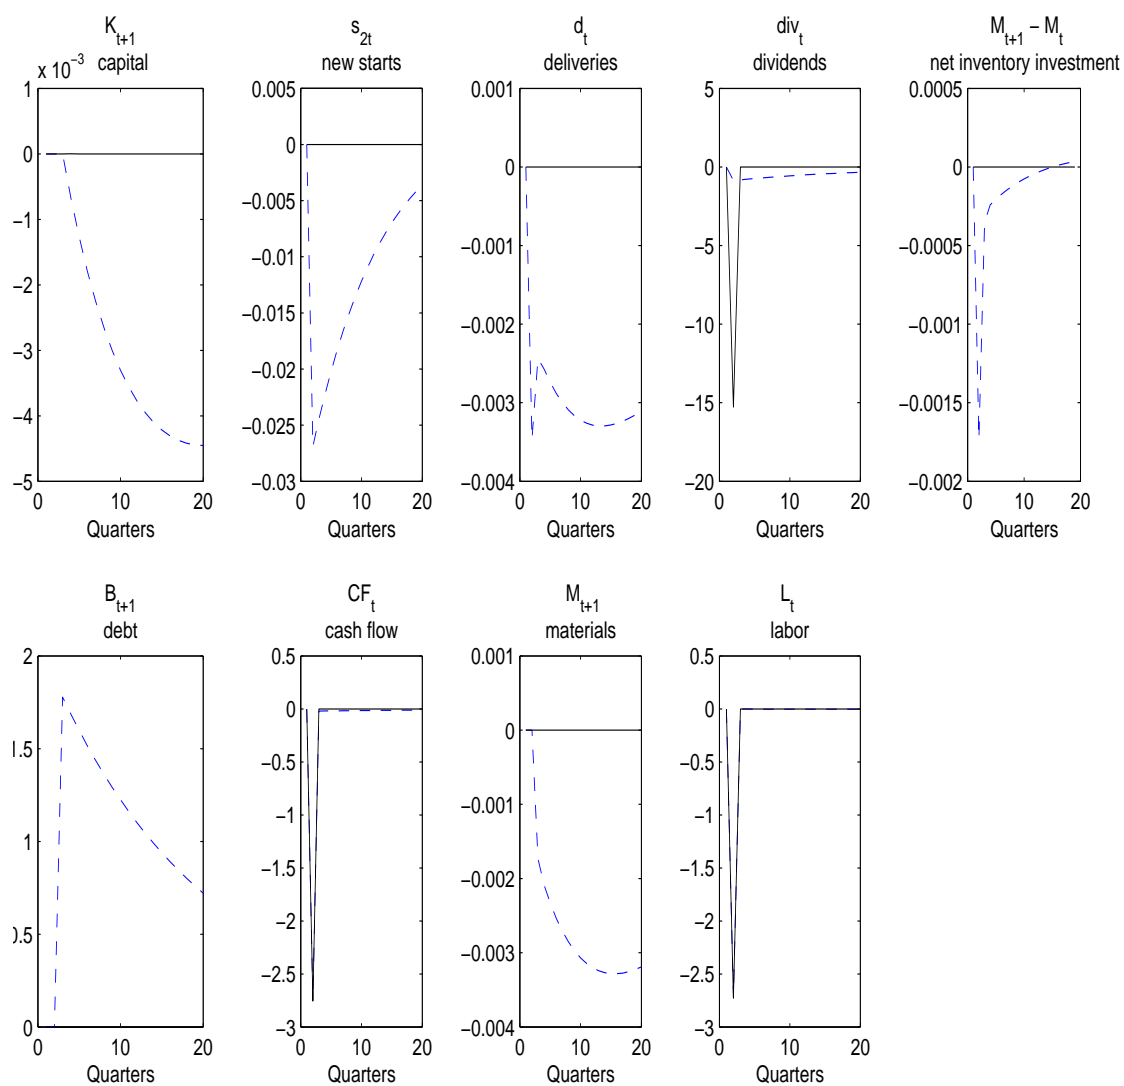 K_{t+1}
capital
x 10^{-3}
1
0
−1
−2
−3
−4
−5
0 10 20
Quarters
s_{2t}
new starts
0.005
0
−0.005
−0.01
−0.015
−0.02
−0.025
−0.03
0 10 20
Quarters
d_t
deliveries
0.001
0
−0.001
−0.002
−0.003
−0.004
0 10 20
Quarters
div_t
dividends
5
0
−5
−10
−15
−20
0 10 20
Quarters
M_{t+1} − M_t
net inventory investment
0.0005
0
−0.0005
−0.001
−0.0015
−0.002
0 10 20
Quarters
B_{t+1}
debt
2
1.5
1
0.5
0
0 10 20
Quarters
CF_t
cash flow
0.5
0
−0.5
−1
−1.5
−2
−2.5
−3
0 10 20
Quarters
M_{t+1}
materials
0.001
0
−0.001
−0.002
−0.003
−0.004
0 10 20
Quarters
L_t
labor
0.5
0
−0.5
−1
−1.5
−2
−2.5
−3
0 10 20
Quarters